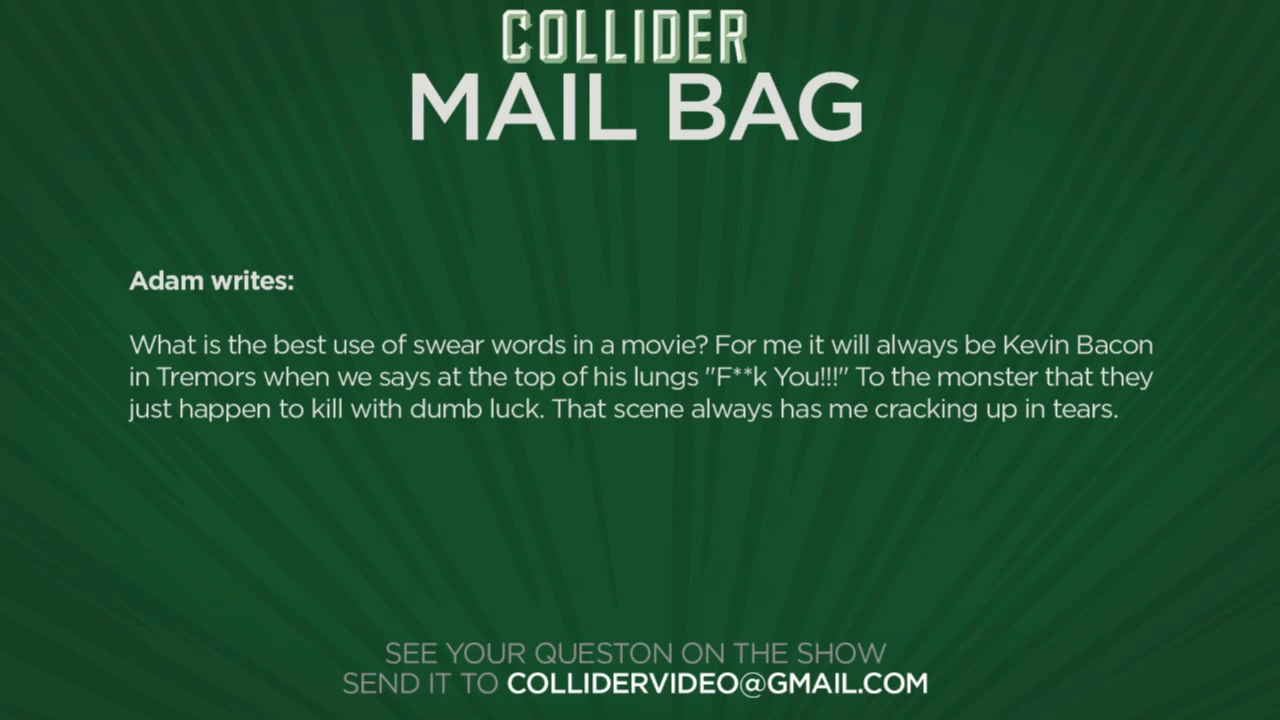 COLLIDER
MAIL BAG
Adam writes:
What is the best use of swear words in a movie? For me it will always be Kevin Bacon
in Tremors when we says at the top of his lungs "F**k You!!!" To the monster that they
just happen to kill with dumb luck. That scene always has me cracking up in tears.
SEE YOUR QUESTON ON THE SHOW
SEND IT TO COLLIDERVIDEO@GMAIL.COM